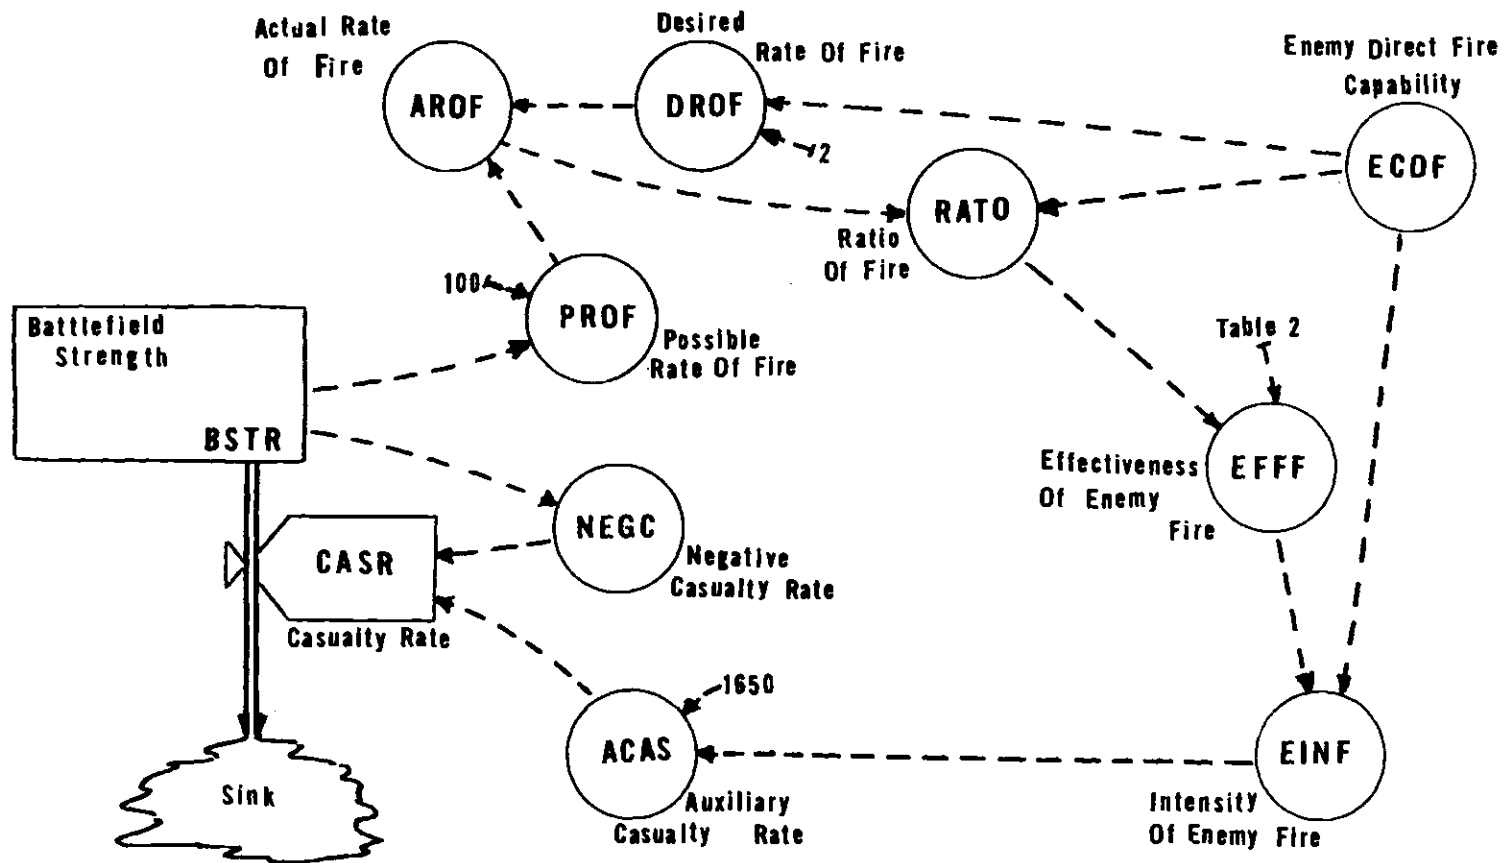 Actual Rate
Of Fire
AROF
Desired
Rate Of Fire
DROF
2
Enemy Direct Fire
Capability
ECDF
RATO
Ratio
Of Fire
100
PROF
Possible
Rate Of Fire
Battlefield
Strength
BSTR
Table 2
Effectiveness
Of Enemy
Fire
EFFF
NEGC
Negative
Casualty Rate
CASR
Casualty Rate
1650
ACAS
Auxiliary
Casualty Rate
EINF
Intensity
Of Enemy Fire
Sink